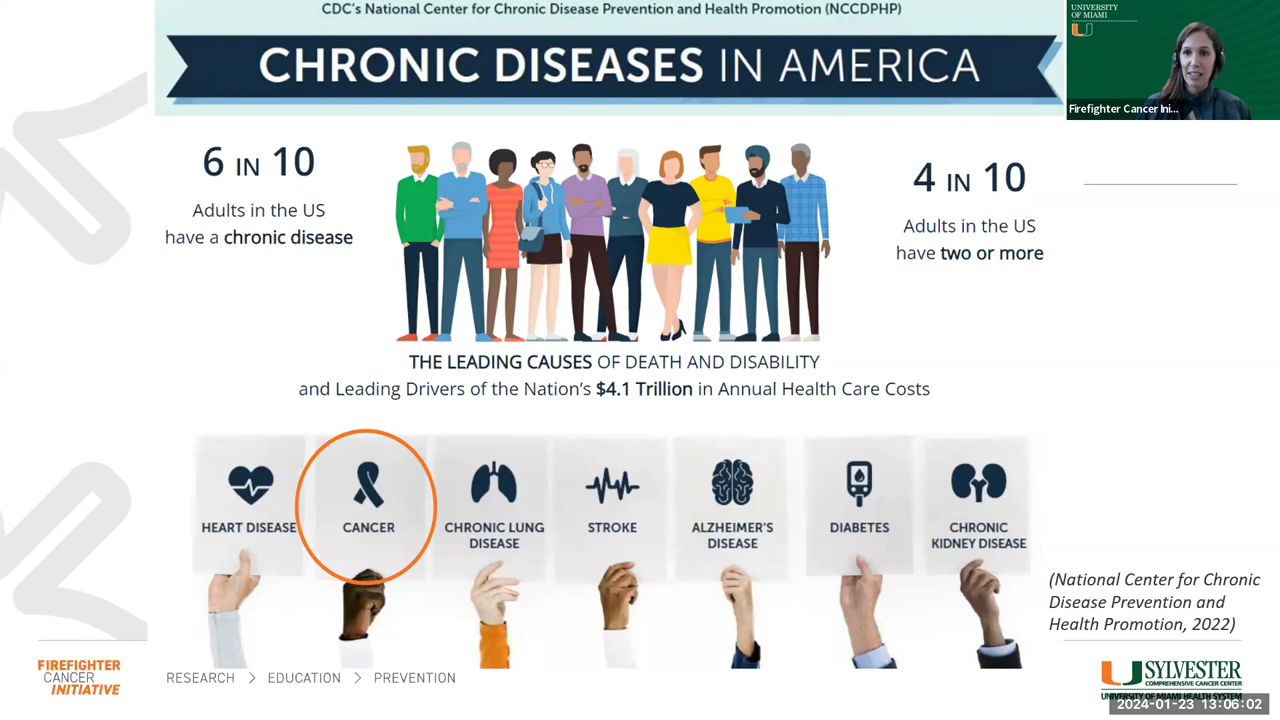 CDC's National Center for Chronic Disease Prevention and Health Promotion (NCCDPHP)
CHRONIC DISEASES IN AMERICA
UNIVERSITY
OF MIAMI
Firefighter Cancer Ini...
6 IN 10
Adults in the US
have a chronic disease
4 IN 10
Adults in the US
have two or more
THE LEADING CAUSES OF DEATH AND DISABILITY
and Leading Drivers of the Nation's $4.1 Trillion in Annual Health Care Costs
HEART DISEASE
CANCER
CHRONIC LUNG
DISEASE
STROKE
ALZHEIMER'S
DISEASE
DIABETES
CHRONIC
KIDNEY DISEASE
(National Center for Chronic
Disease Prevention and
Health Promotion, 2022)
FIREFIGHTER
CANCER
INITIATIVE
RESEARCH > EDUCATION > PREVENTION
SYLVESTER
COMPREHENSIVE CANCER CENTER
UNIVERSITY OF MIAMI HEALTH SYSTEM
2024-01-23 13:06:02